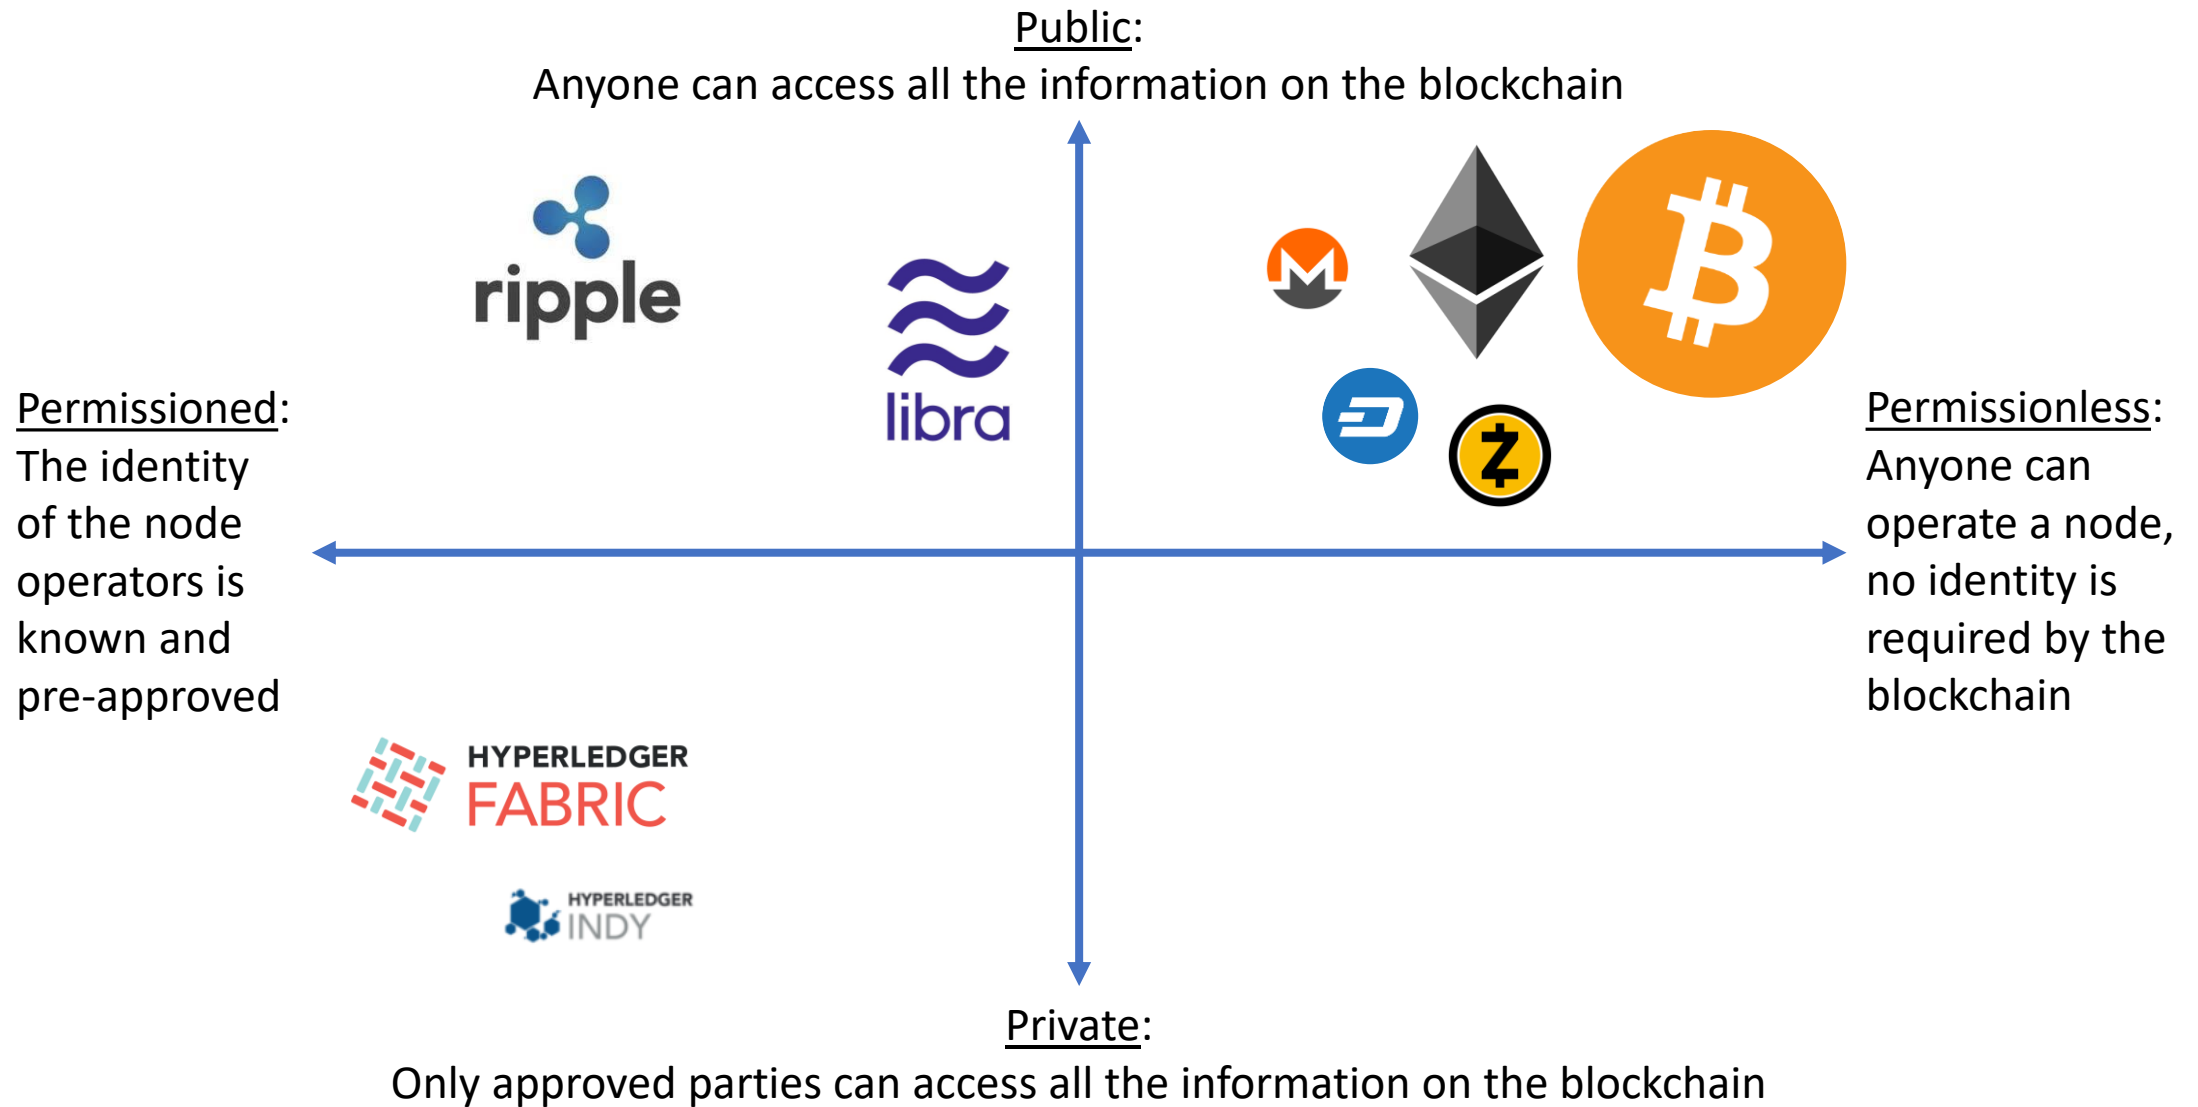 Public:
Anyone can access all the information on the blockchain
ripple
libra
Permissioned:
The identity
of the node
operators is
known and
pre-approved
Permissionless:
Anyone can
operate a node,
no identity is
required by the
blockchain
HYPERLEDGER
FABRIC
HYPERLEDGER
INDY
Private:
Only approved parties can access all the information on the blockchain